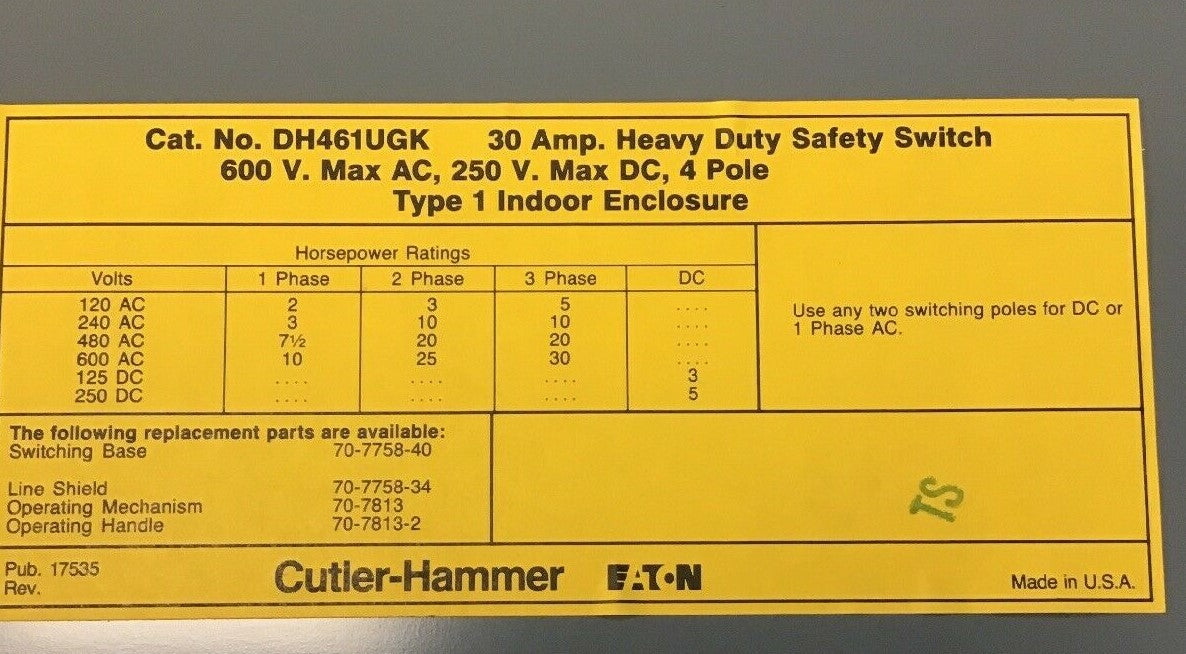 Cat. No. DH461UGK 30 Amp. Heavy Duty Safety Switch
600 V. Max AC, 250 V. Max DC, 4 Pole
Type 1 Indoor Enclosure
Horsepower Ratings
Volts 1 Phase 2 Phase 3 Phase DC
120 AC 2 3 5 ....
240 AC 3 10 10 ....
480 AC 7½ 20 20 ....
600 AC 10 25 30 ....
125 DC .... .... .... 3
250 DC .... .... .... 5
Use any two switching poles for DC or
1 Phase AC.
The following replacement parts are available:
Switching Base 70-7758-40
Line Shield 70-7758-34
Operating Mechanism 70-7813
Operating Handle 70-7813-2
Pub. 17535
Rev.
Cutler-Hammer EATON
Made in U.S.A.